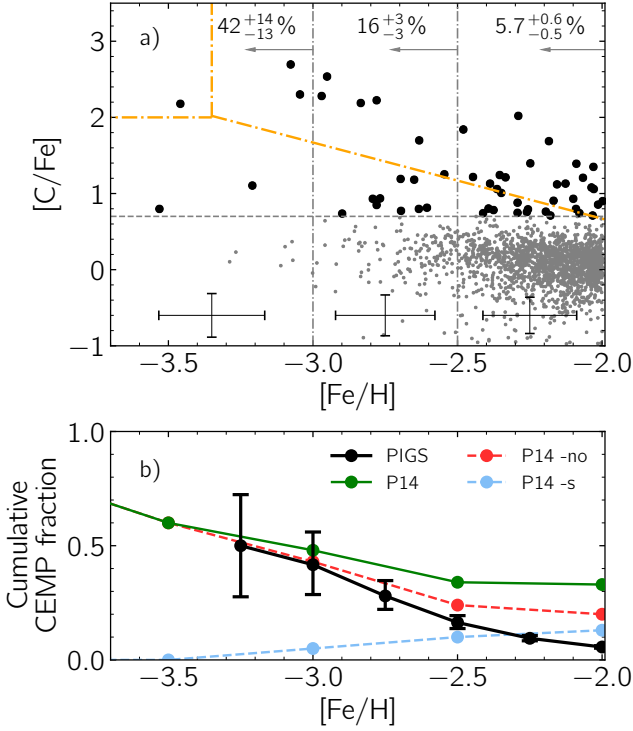 a)
42 +14 −13 %
16 +3 −3 %
5.7 +0.6 −0.5 %
[C/Fe]
3
2
1
0
−1
−3.5 −3.0 −2.5 −2.0
[Fe/H]
b)
PIGS
P14
P14 -no
P14 -s
Cumulative
CEMP fraction
1.0
0.5
0.0
−3.5 −3.0 −2.5 −2.0
[Fe/H]